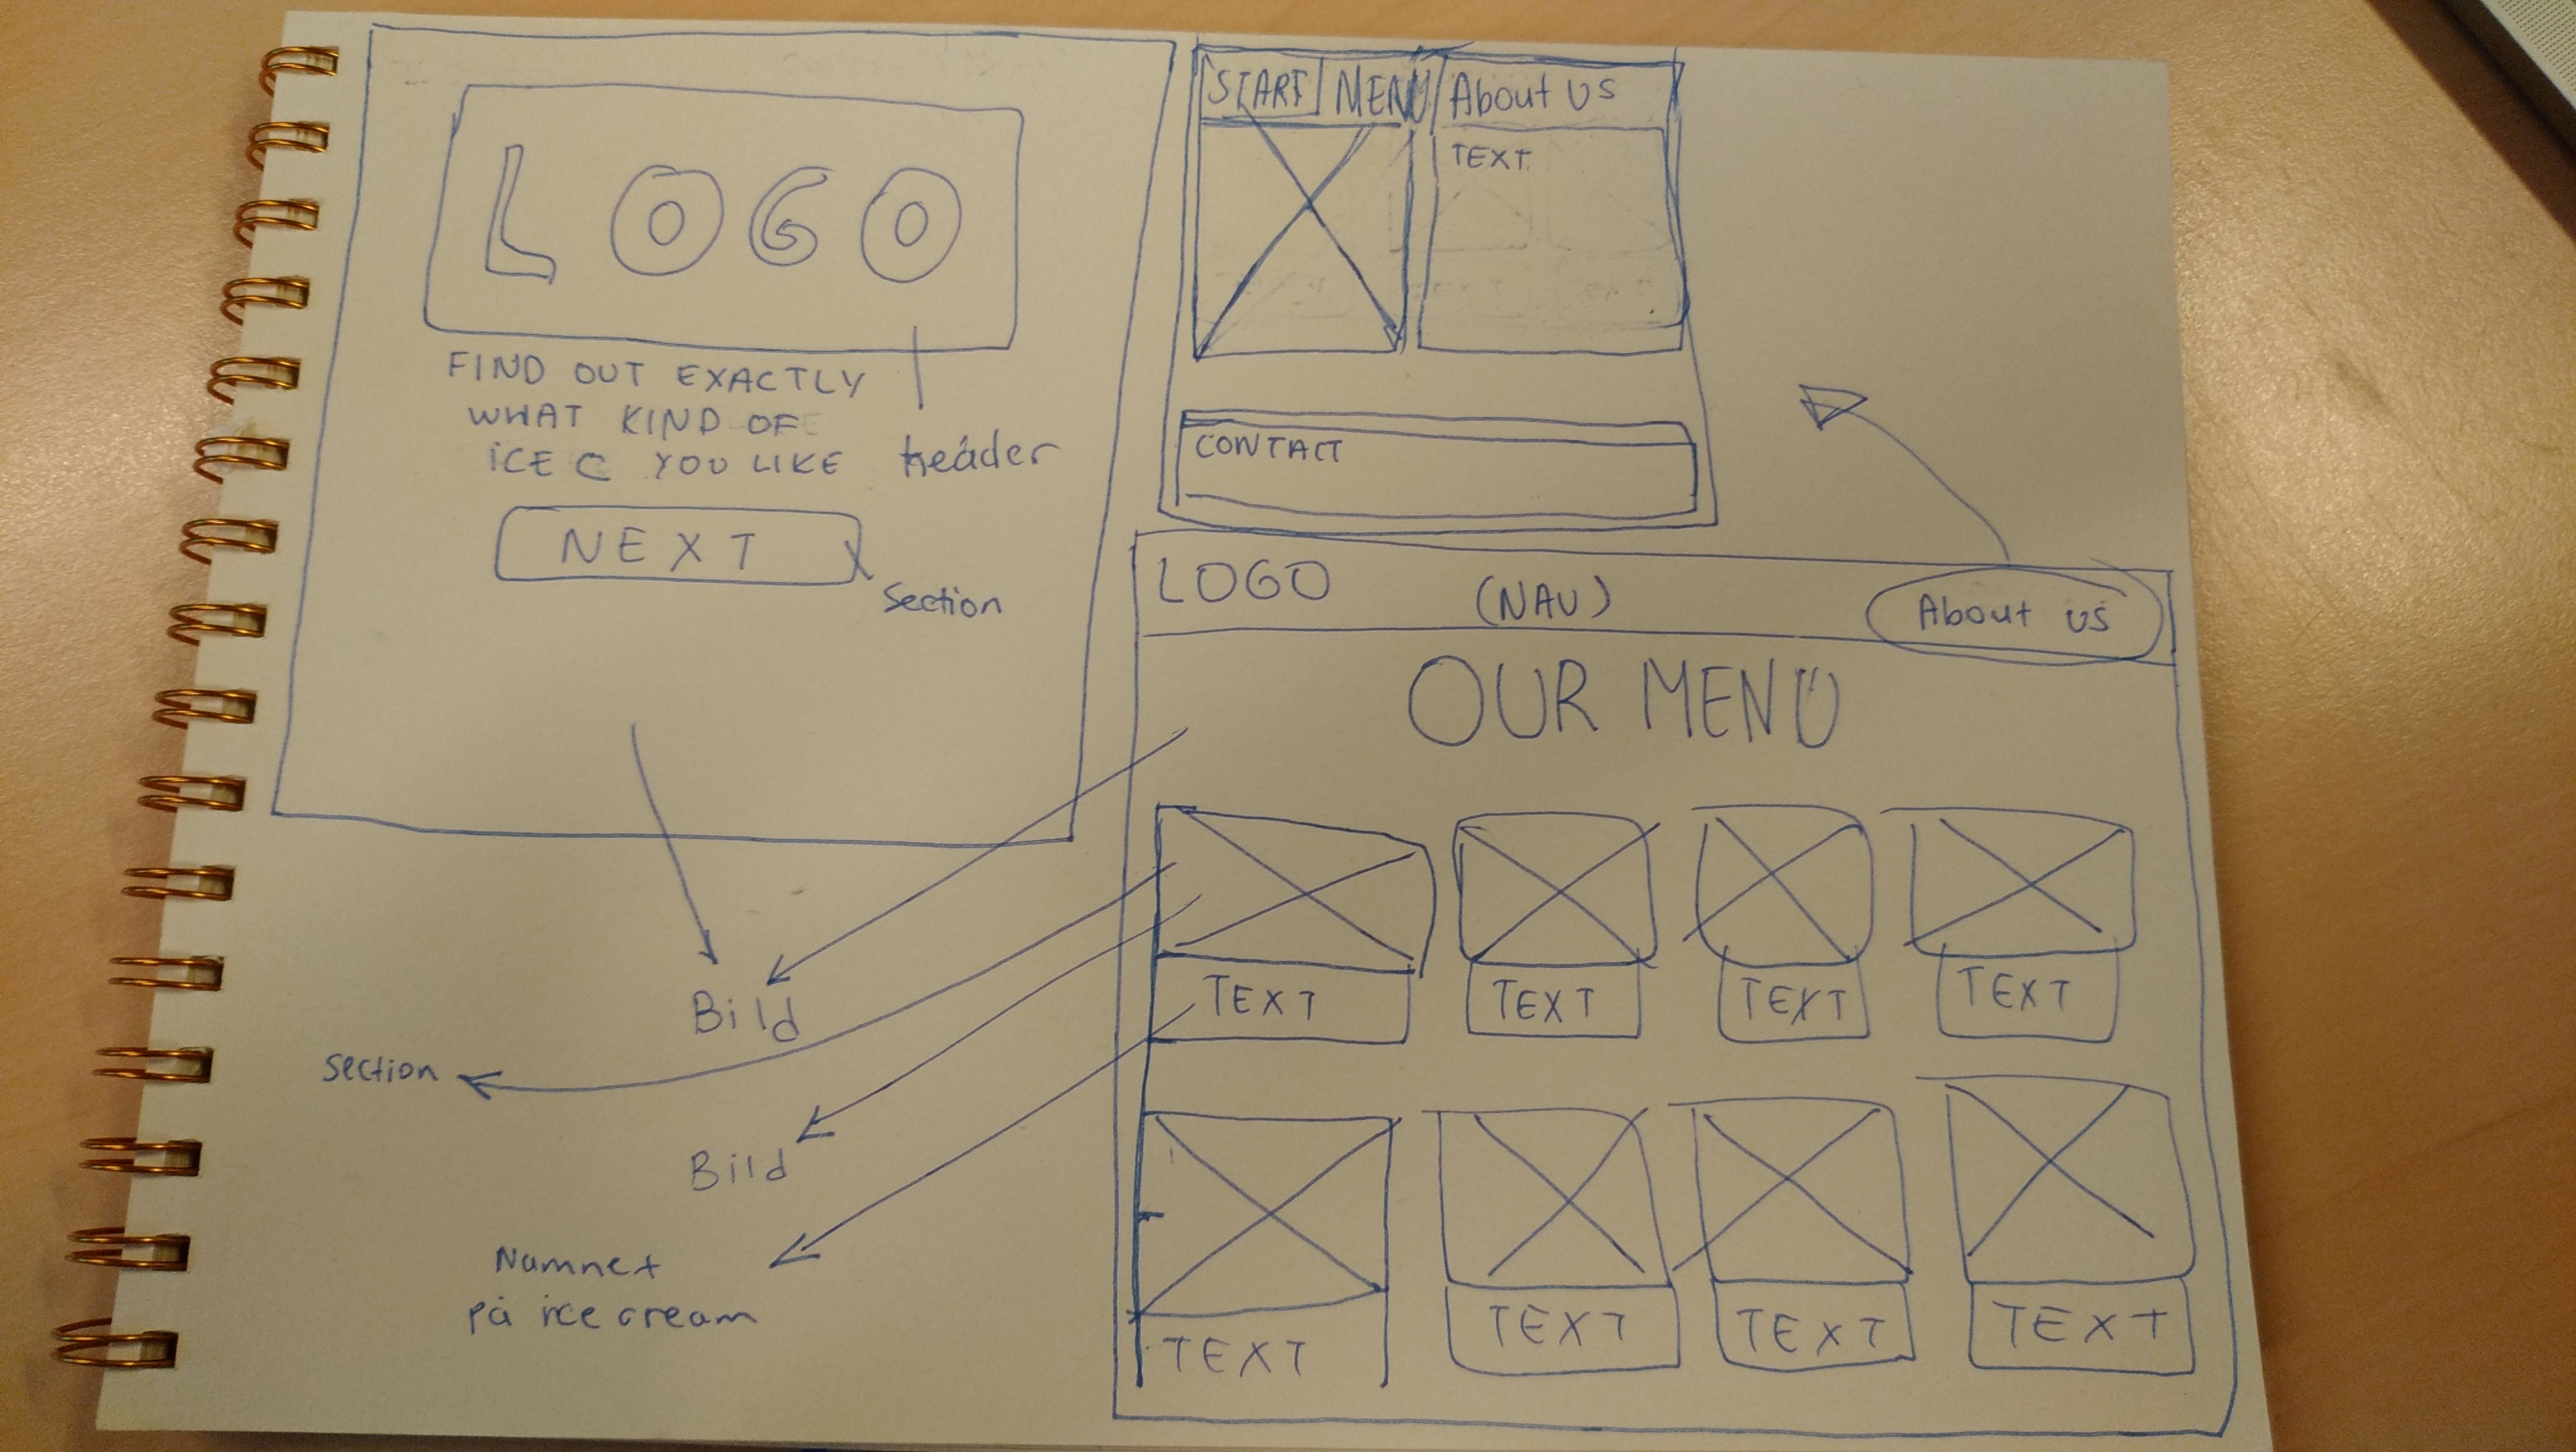 LOGO
FIND OUT EXACTLY
WHAT KIND OF
ICE C YOU LIKE
header
NEXT
Section
START MENU About us
TEXT
CONTACT
LOGO (NAV) About us
OUR MENU
TEXT TEXT TEXT TEXT
TEXT TEXT TEXT TEXT
Bild
section
Bild
Namnet
på ice cream